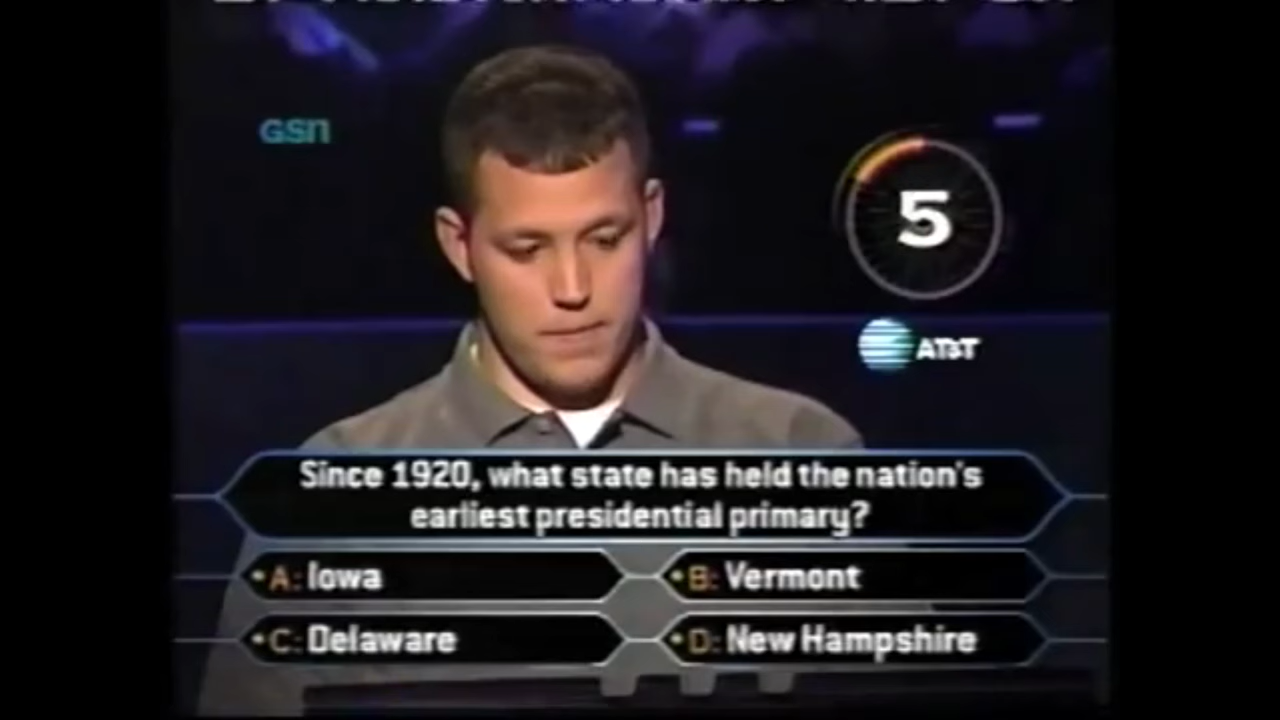 GSN
5
AT&T
Since 1920, what state has held the nation's
earliest presidential primary?
A: Iowa
B: Vermont
C: Delaware
D: New Hampshire